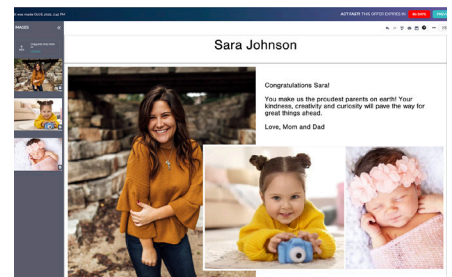 ACT FAST! THIS OFFER EXPIRES IN
IMAGES
Sara Johnson
Congratulations Sara!
You make us the proudest parents on earth! Your
kindness, creativity and curiosity will pave the way for
great things ahead.
Love, Mom and Dad